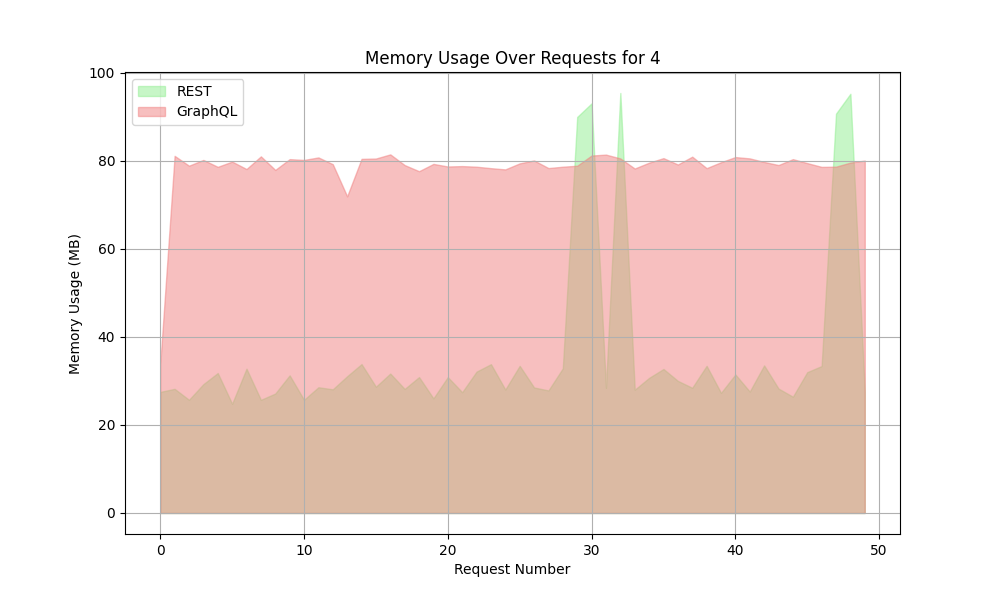 Memory Usage Over Requests for 4
REST
GraphQL
Memory Usage (MB)
100
80
60
40
20
0
0 10 20 30 40 50
Request Number